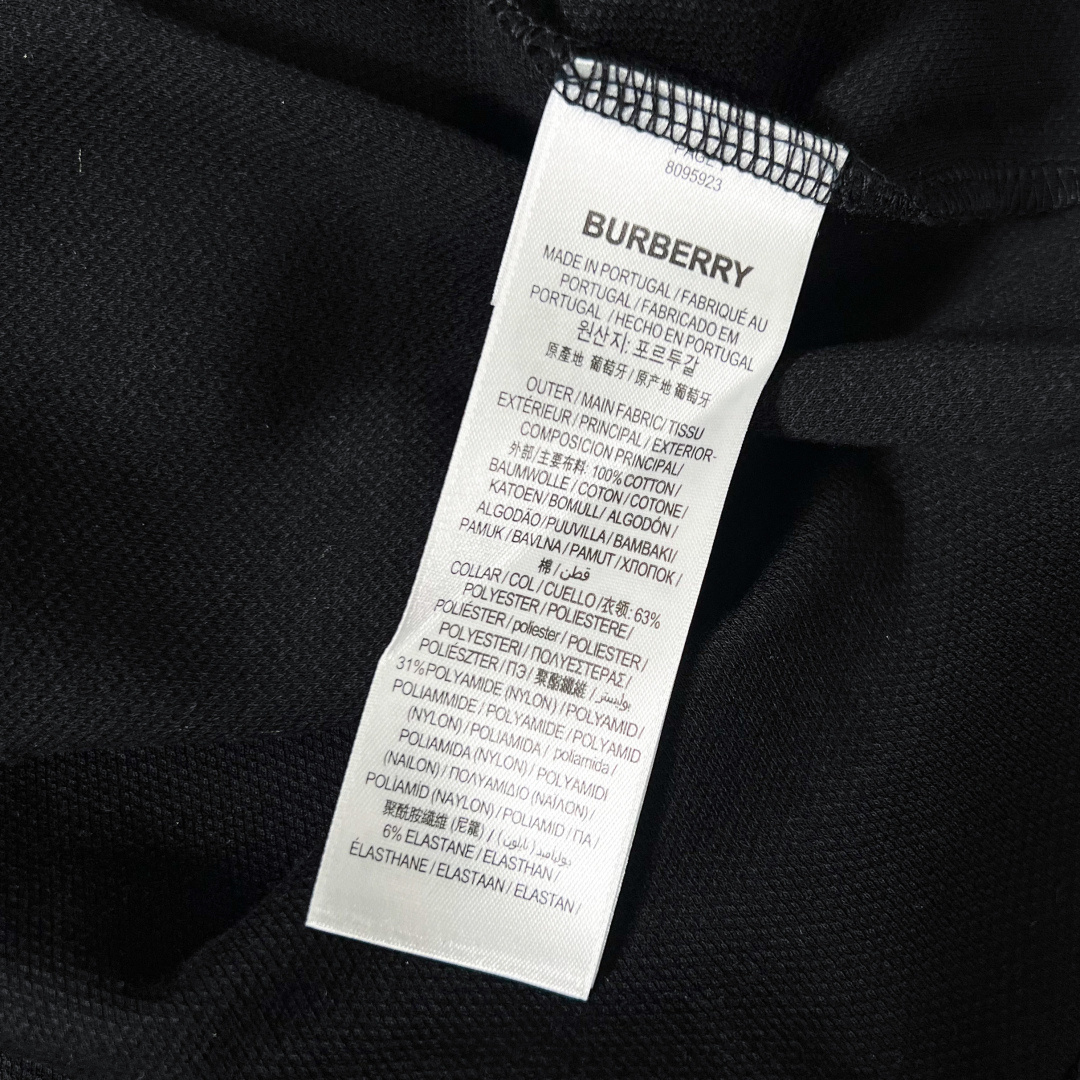 PAGE
8095923
BURBERRY
MADE IN PORTUGAL / FABRIQUÉ AU
PORTUGAL / FABRICADO EM
PORTUGAL / HECHO EN PORTUGAL
원산지: 포르투갈
原產地 葡萄牙 / 原产地 葡萄牙
OUTER / MAIN FABRIC / TISSU
EXTÉRIEUR / PRINCIPAL / EXTERIOR-
COMPOSICION PRINCIPAL/
外部/主要布料: 100% COTTON /
BAUMWOLLE / COTON / COTONE /
KATOEN / BOMULL / ALGODÓN /
ALGODÃO / PUUVILLA / BAMBAKI /
PAMUK / BAVLNA / PAMUT / ХЛОПОК /
棉 / قطن
COLLAR / COL / CUELLO /衣领: 63%
POLYESTER / POLIESTERE /
POLIÉSTER / poliester / POLIESTER /
POLYESTERI / ΠΟΛΥΕΣΤΕΡΑΣ /
POLIÉSZTER / ПЭ / 聚酯纖維 / بوليستر
31% POLYAMIDE (NYLON) / POLYAMID /
POLIAMMIDE / POLYAMIDE / POLYAMID
(NYLON) / POLIAMIDA / poliamida /
POLIAMIDA (NYLON) / POLYAMIDI
(NAILON) / ΠΟΛΥΑΜΙΔΙΟ (ΝΑΪΛΟΝ) /
POLİAMID (NAYLON) / POLIAMID / ПА /
聚酰胺纖維 (尼龍) / بوليامد (نايلون) /
6% ELASTANE / ELASTHAN /
ÉLASTHANE / ELASTAAN / ELASTAN /